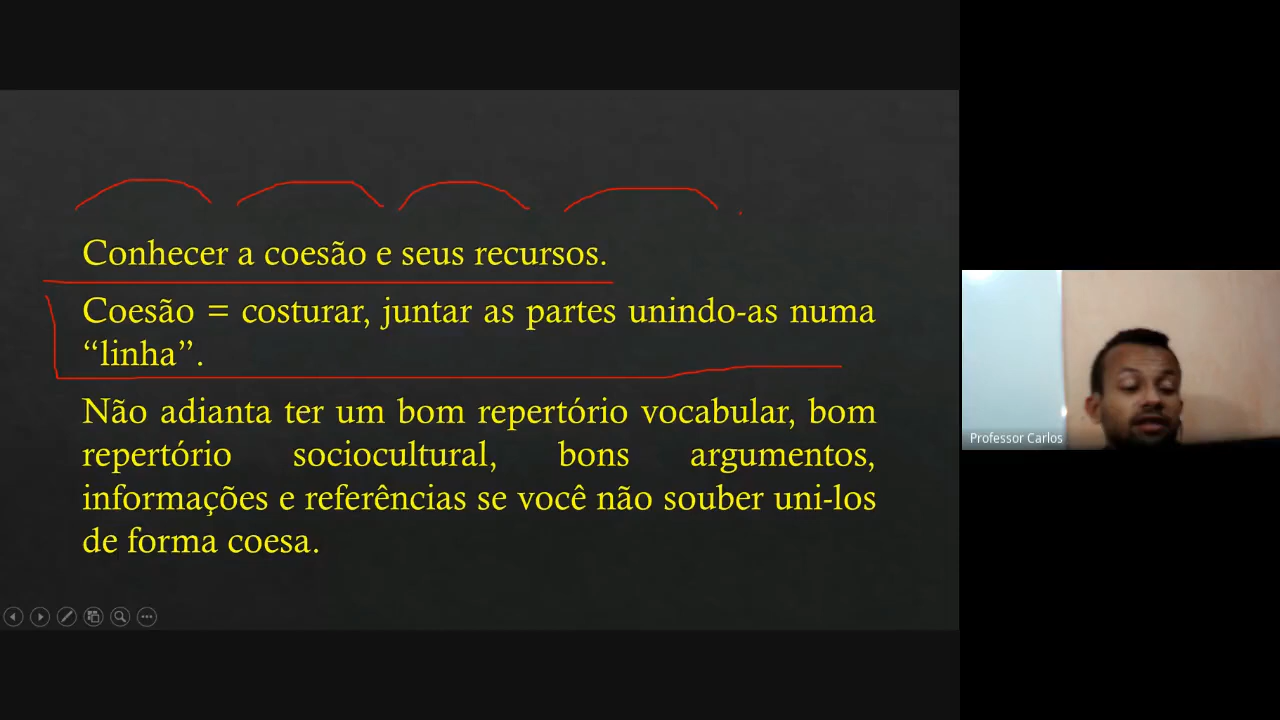 Conhecer a coesão e seus recursos.
Coesão = costurar, juntar as partes unindo-as numa
“linha”.
Não adianta ter um bom repertório vocabular, bom
repertório sociocultural, bons argumentos,
informações e referências se você não souber uni-los
de forma coesa.
Professor Carlos